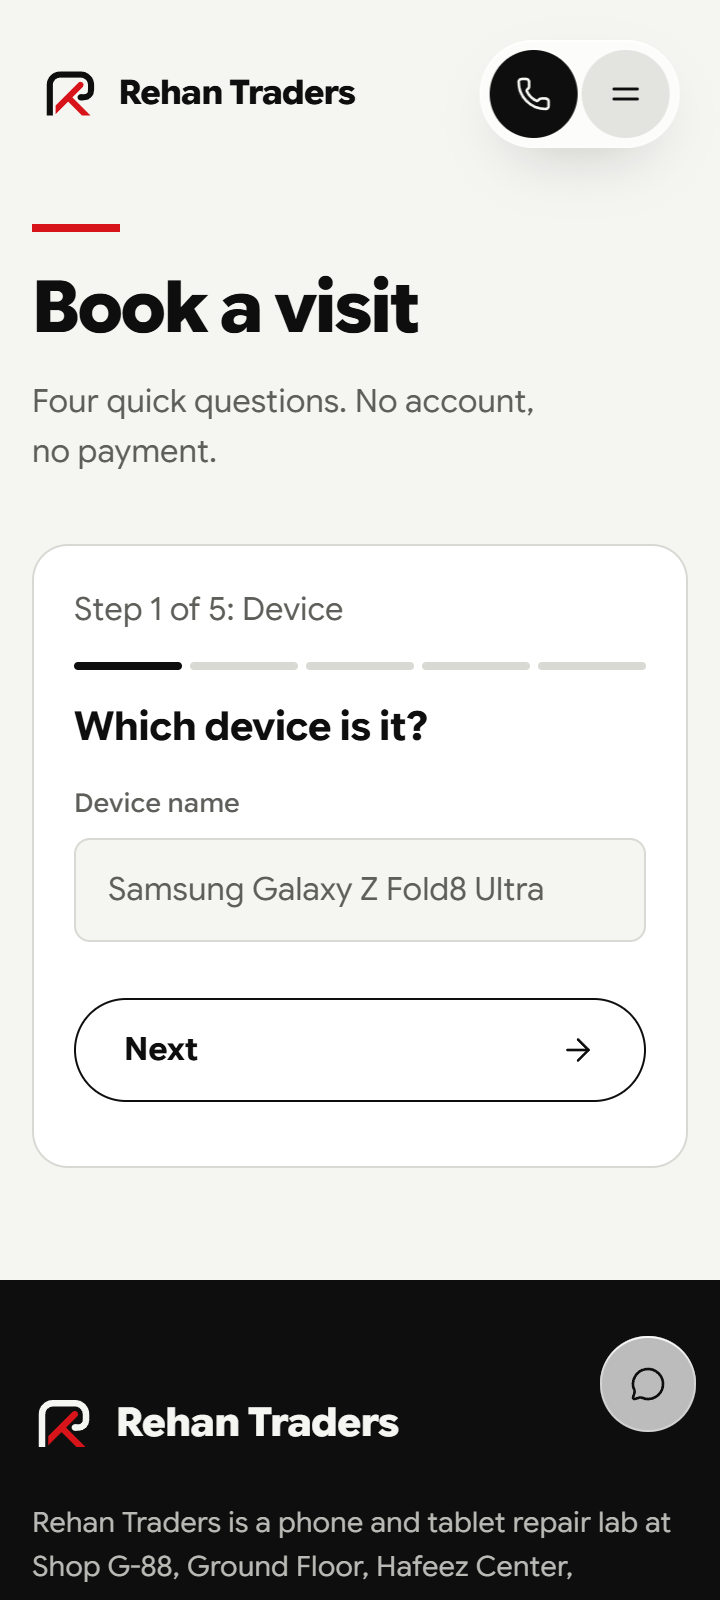 Rehan Traders
Book a visit
Four quick questions. No account,
no payment.
Step 1 of 5: Device
Which device is it?
Device name
Samsung Galaxy Z Fold8 Ultra
Next
Rehan Traders
Rehan Traders is a phone and tablet repair lab at
Shop G-88, Ground Floor, Hafeez Center,